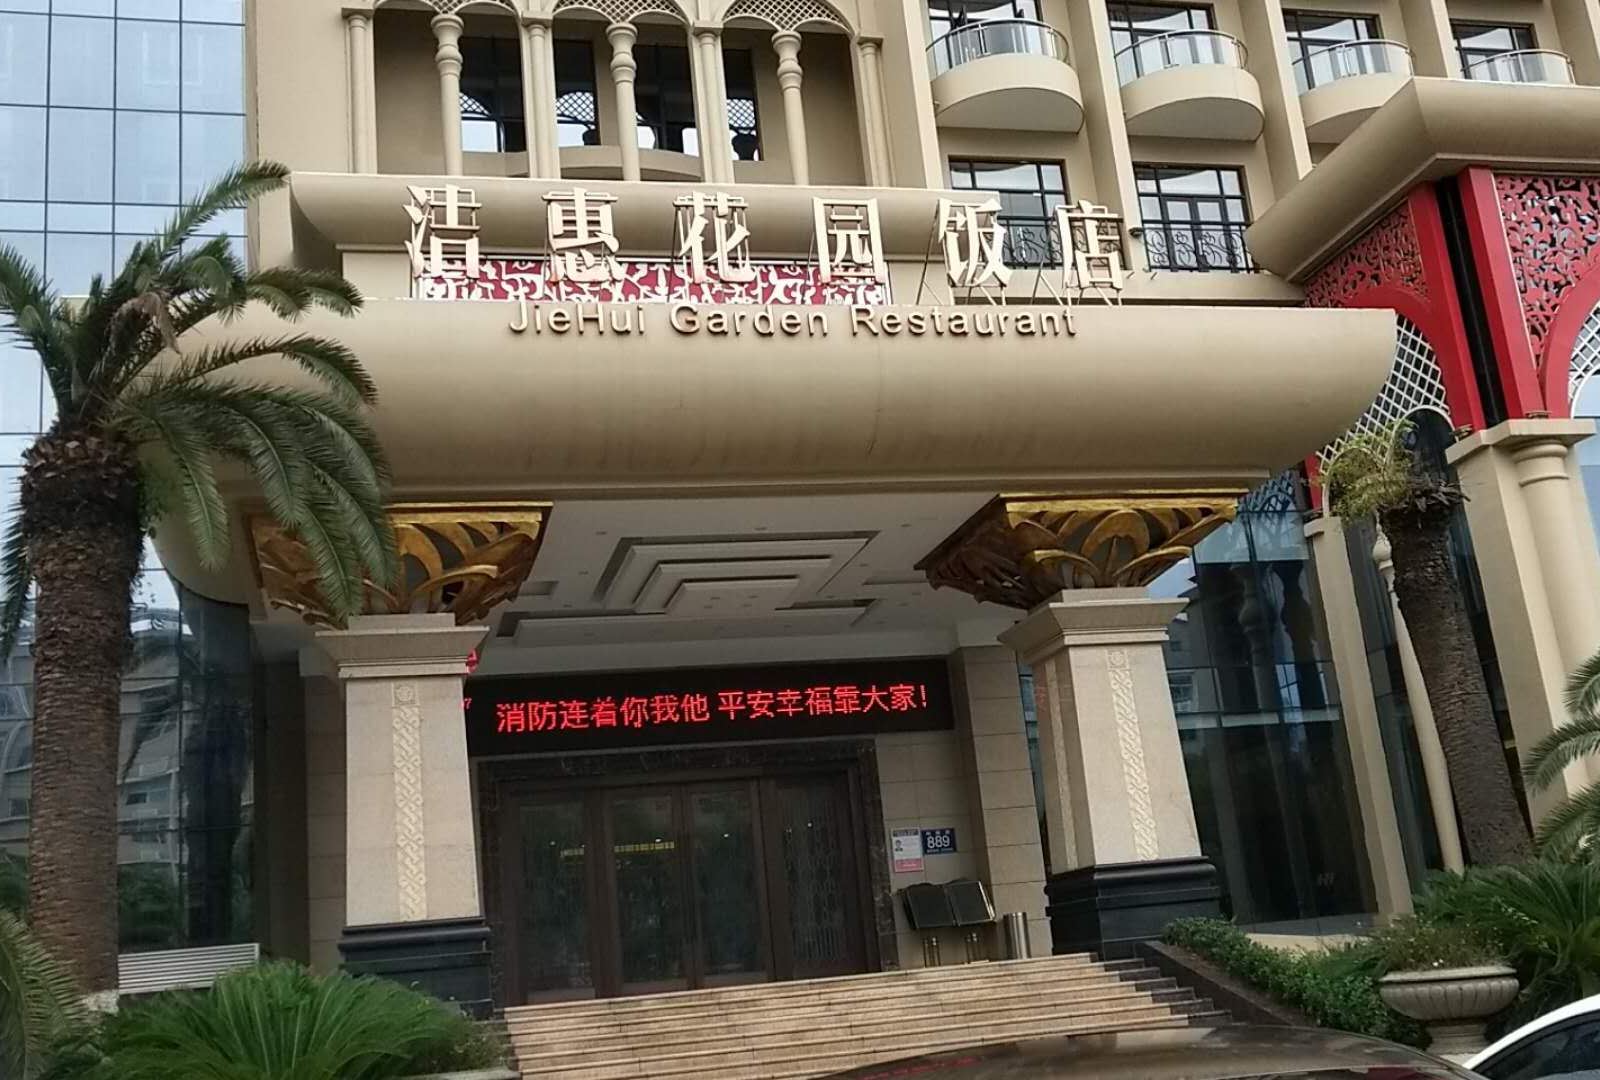 洁惠花园饭店
JieHui Garden Restaurant
消防连着你我他 平安幸福靠大家!
889